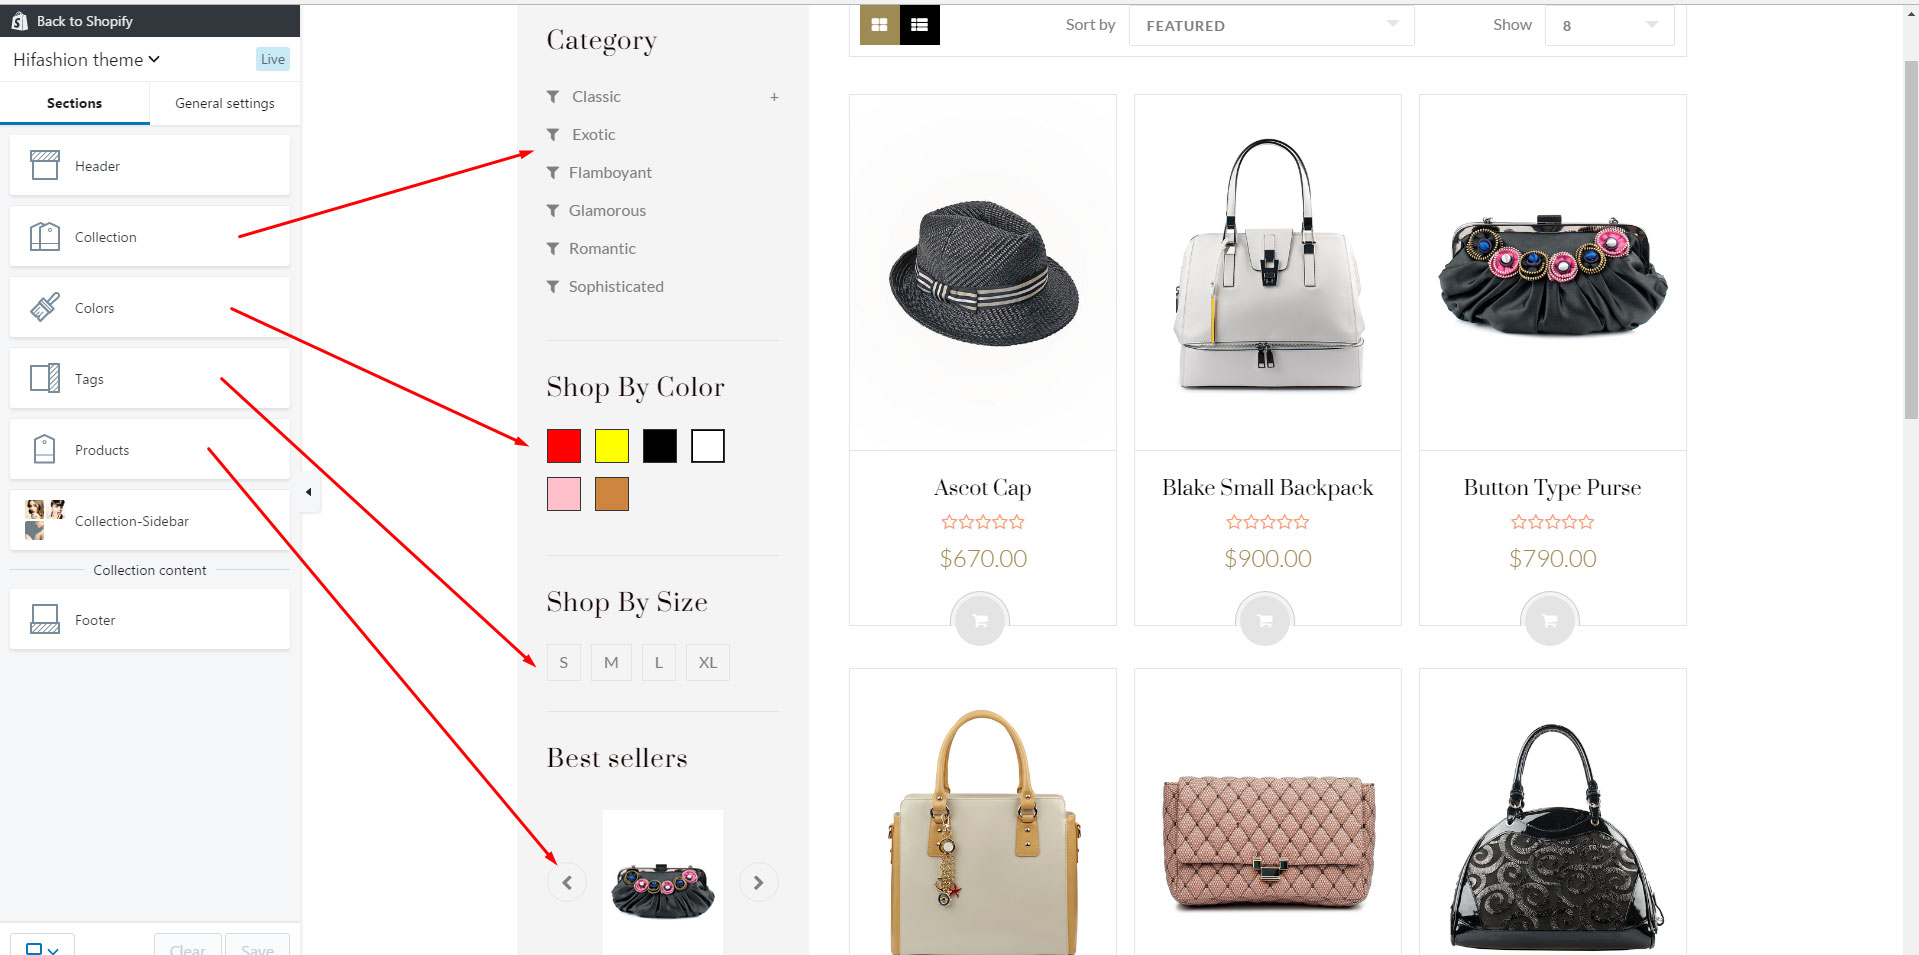 Back to Shopify
Hifashion theme
Live
Sections
General settings
Header
Collection
Colors
Tags
Products
Collection-Sidebar
Collection content
Footer
Clear
Save
Category
Classic +
Exotic
Flamboyant
Glamorous
Romantic
Sophisticated
Shop By Color
Shop By Size
S M L XL
Best sellers
Sort by FEATURED
Show 8
Ascot Cap
$670.00
Blake Small Backpack
$900.00
Button Type Purse
$790.00